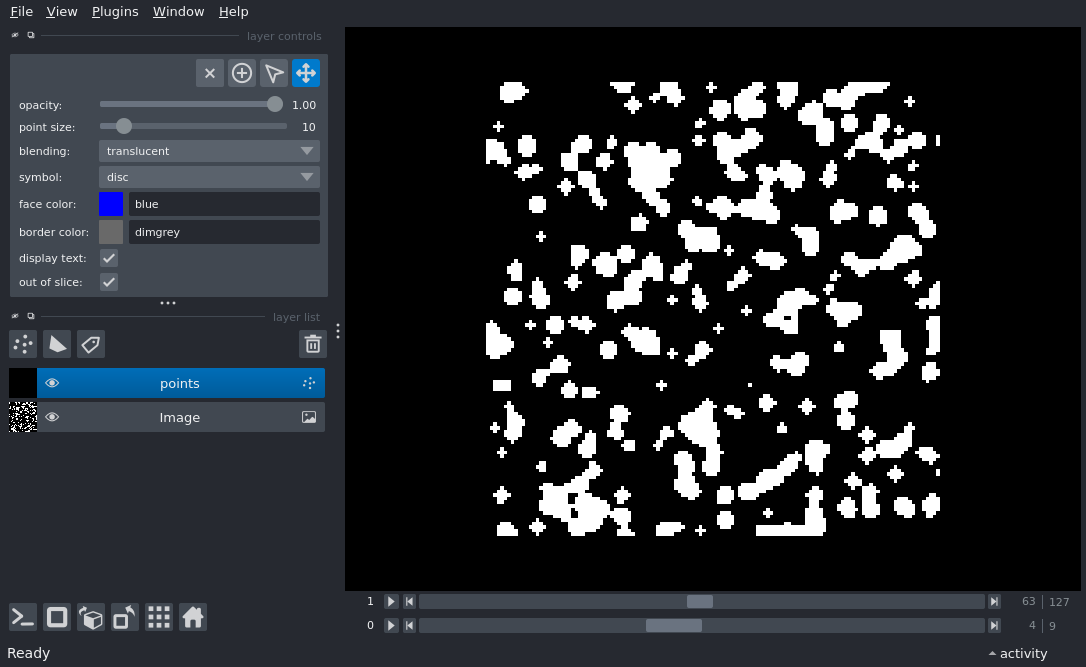 File View Plugins Window Help
layer controls
opacity: 1.00
point size: 10
blending: translucent
symbol: disc
face color: blue
border color: dimgrey
display text:
out of slice:
layer list
points
Image
1 63 127
0 4 9
Ready activity